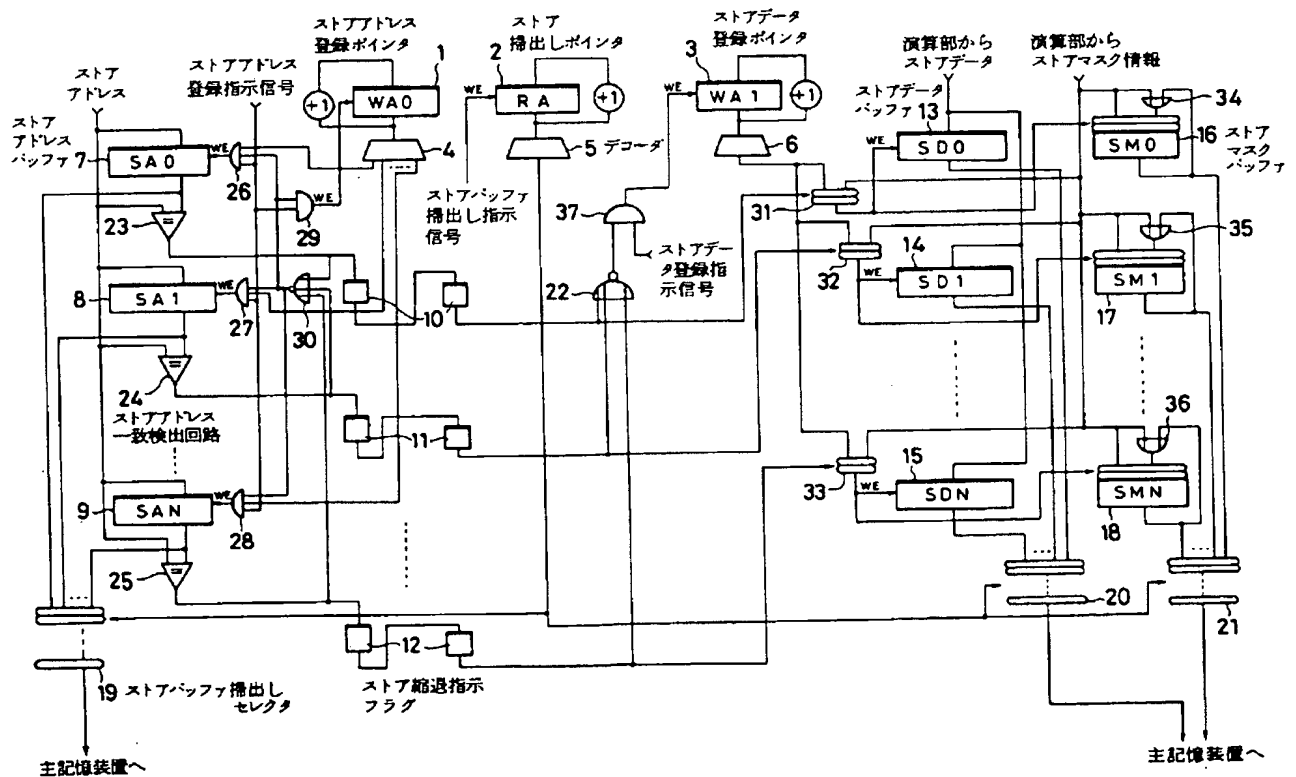 ストアアドレス
登録ポインタ
1
ストア
掃出しポインタ
2
ストアデータ
登録ポインタ
3
演算部から
ストアデータ
演算部から
ストアマスク情報
ストア
アドレス
ストアアドレス
登録指示信号
+1
WA0
WE
RA
+1
WE
WA1
+1
ストアデータ
バッファ
13
34
16
ストア
マスク
バッファ
ストア
アドレス
バッファ
7
SA0
WE
26
4
5 デコーダ
6
WE
SD0
SM0
WE
29
ストアバッファ
掃出し指示
信号
37
31
23
ストアデー
タ登録指
示信号
32
14
35
8
SA1
WE
27
30
10
22
WE
SD1
SM1
17
24
ストアアドレス
一致検出回路
11
36
33
15
9
SAN
WE
28
WE
SDN
SMN
18
25
20
21
12
19 ストアバッファ掃出し
セレクタ
ストア縮退指示
フラグ
主記憶装置へ
主記憶装置へ